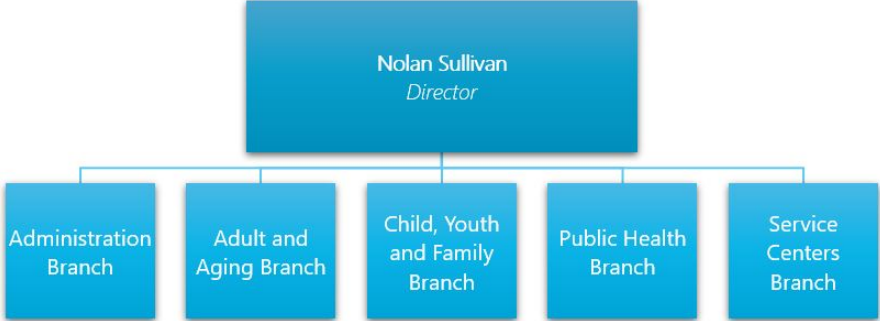 Nolan Sullivan
Director
Administration
Branch
Adult and
Aging Branch
Child, Youth
and Family
Branch
Public Health
Branch
Service
Centers
Branch